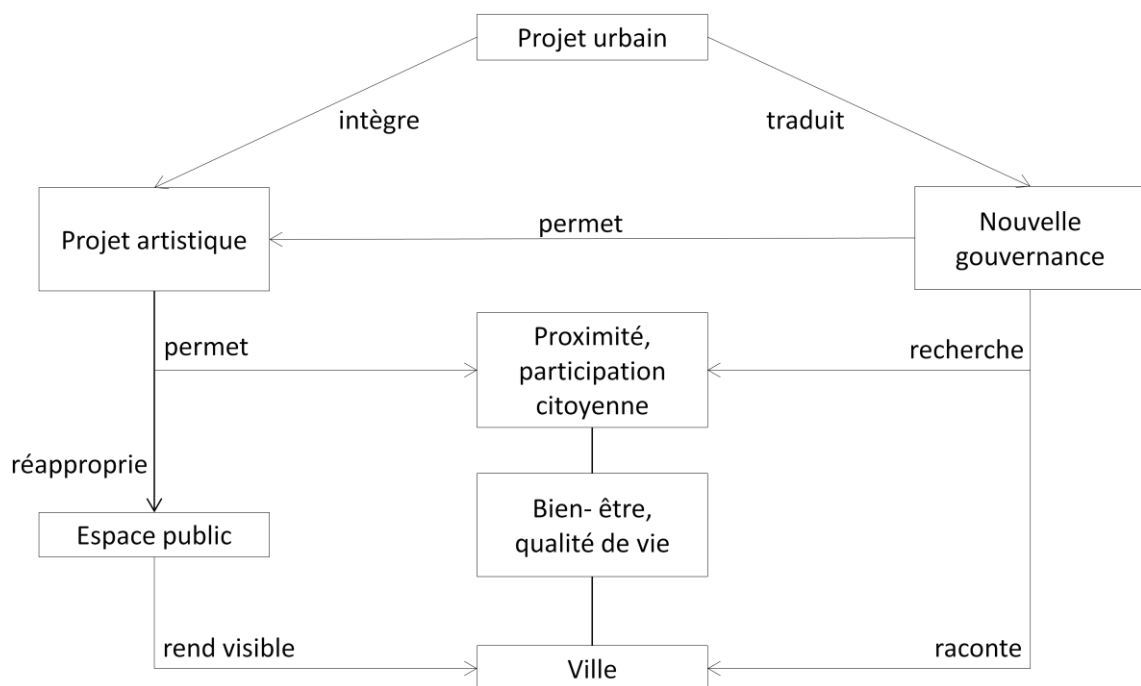 Projet urbain
intègre
traduit
Projet artistique
permet
Nouvelle
gouvernance
permet
Proximité,
participation
citoyenne
recherche
réapproprie
Espace public
Bien- être,
qualité de vie
rend visible
Ville
raconte